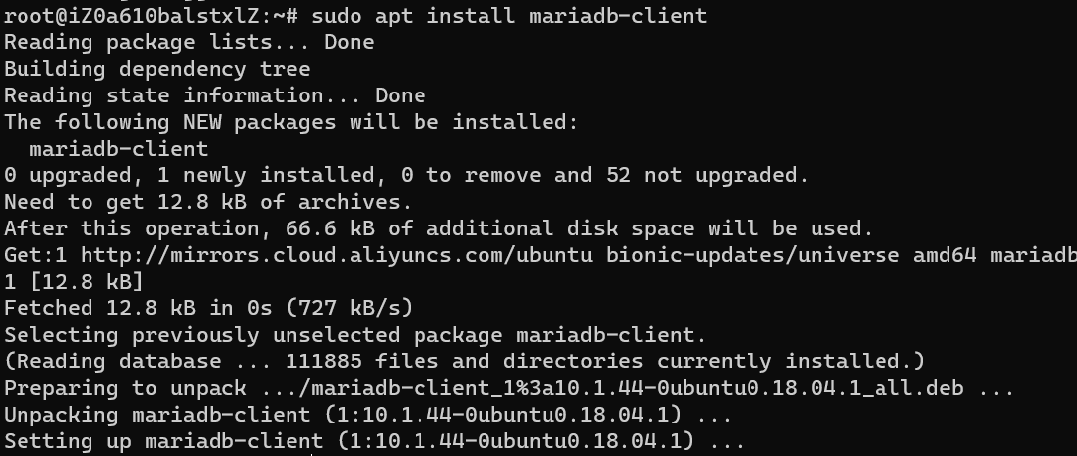 root@iZ0a610balstxlZ:~# sudo apt install mariadb-client
Reading package lists... Done
Building dependency tree
Reading state information... Done
The following NEW packages will be installed:
  mariadb-client
0 upgraded, 1 newly installed, 0 to remove and 52 not upgraded.
Need to get 12.8 kB of archives.
After this operation, 66.6 kB of additional disk space will be used.
Get:1 http://mirrors.cloud.aliyuncs.com/ubuntu bionic-updates/universe amd64 mariadb
1 [12.8 kB]
Fetched 12.8 kB in 0s (727 kB/s)
Selecting previously unselected package mariadb-client.
(Reading database ... 111885 files and directories currently installed.)
Preparing to unpack .../mariadb-client_1%3a10.1.44-0ubuntu0.18.04.1_all.deb ...
Unpacking mariadb-client (1:10.1.44-0ubuntu0.18.04.1) ...
Setting up mariadb-client (1:10.1.44-0ubuntu0.18.04.1) ...